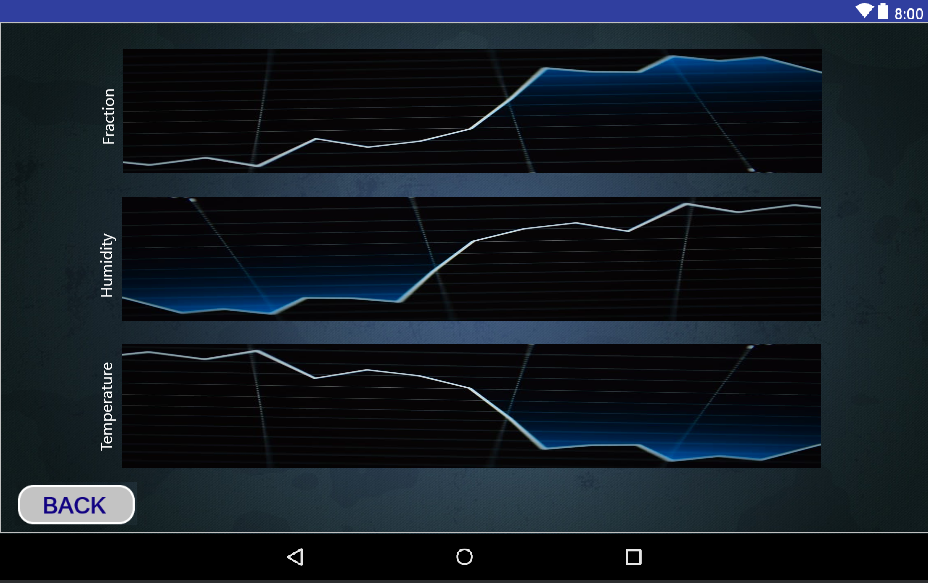 8:00
Fraction
Humidity
Temperature
BACK